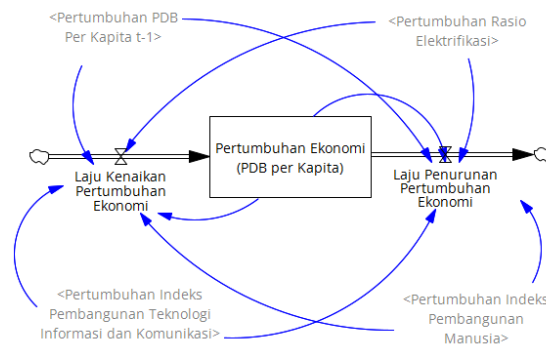 <Pertumbuhan PDB
Per Kapita t-1>
<Pertumbuhan Rasio
Elektrifikasi>
Pertumbuhan Ekonomi
(PDB per Kapita)
Laju Kenaikan
Pertumbuhan
Ekonomi
Laju Penurunan
Pertumbuhan
Ekonomi
<Pertumbuhan Indeks
Pembangunan Teknologi
Informasi dan Komunikasi>
<Pertumbuhan Indeks
Pembangunan
Manusia>